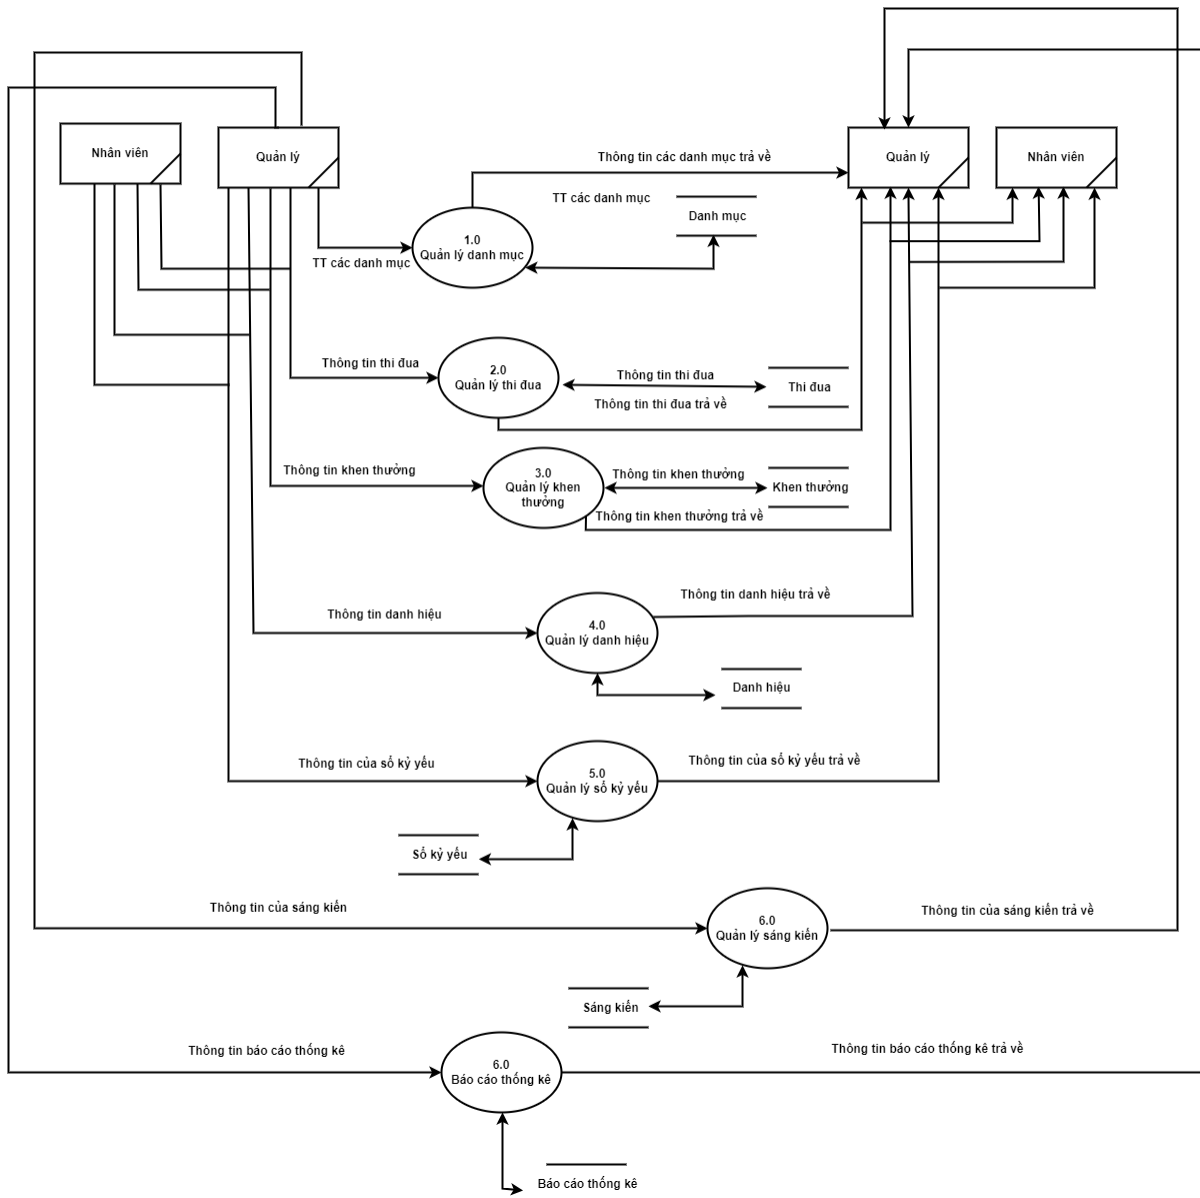 Nhân viên
Quản lý
Quản lý
Nhân viên
Thông tin các danh mục trả về
TT các danh mục
Danh mục
1.0
Quản lý danh mục
TT các danh mục
Thông tin thi đua
2.0
Quản lý thi đua
Thông tin thi đua
Thi đua
Thông tin thi đua trả về
Thông tin khen thưởng
3.0
Quản lý khen
thưởng
Thông tin khen thưởng
Khen thưởng
Thông tin khen thưởng trả về
Thông tin danh hiệu
4.0
Quản lý danh hiệu
Thông tin danh hiệu trả về
Danh hiệu
Thông tin của số kỷ yếu
5.0
Quản lý số kỷ yếu
Thông tin của số kỷ yếu trả về
Số kỷ yếu
Thông tin của sáng kiến
6.0
Quản lý sáng kiến
Thông tin của sáng kiến trả về
Sáng kiến
Thông tin báo cáo thống kê
6.0
Báo cáo thống kê
Thông tin báo cáo thống kê trả về
Báo cáo thống kê